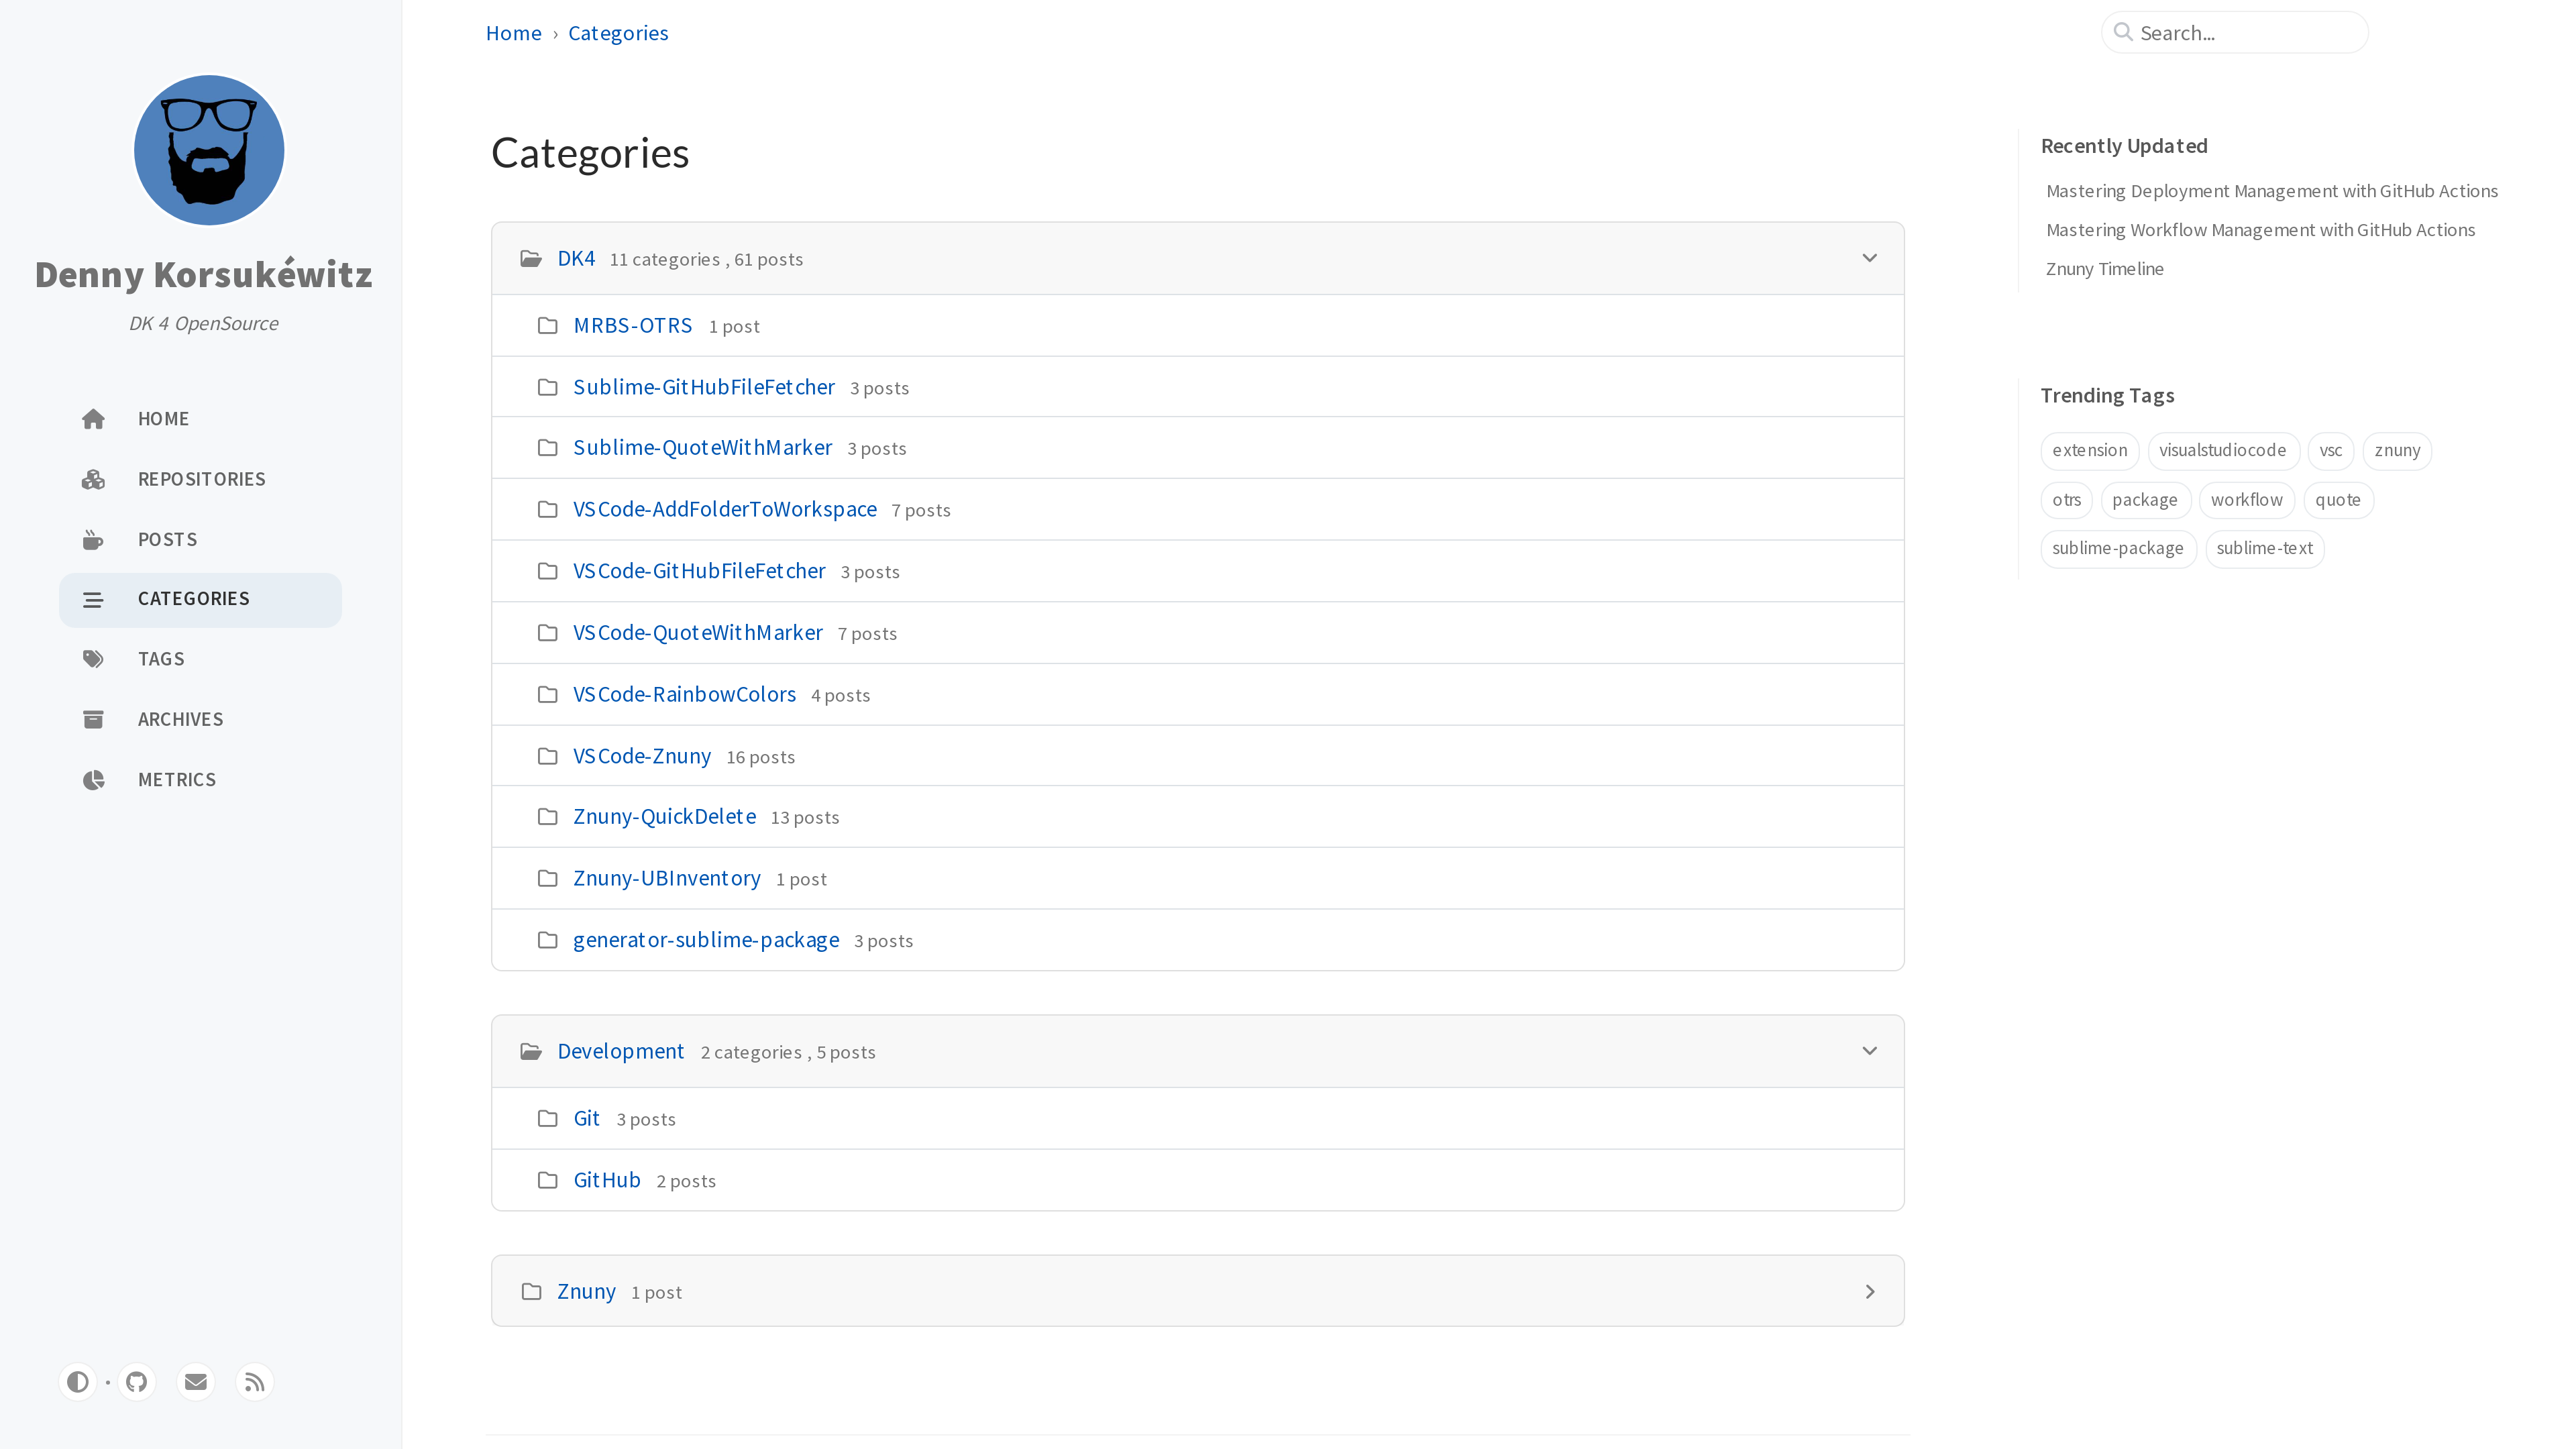 Denny Korsukéwitz
DK 4 OpenSource
HOME
REPOSITORIES
POSTS
CATEGORIES
TAGS
ARCHIVES
METRICS
Home › Categories
Search...
Categories
DK4 11 categories , 61 posts
MRBS-OTRS 1 post
Sublime-GitHubFileFetcher 3 posts
Sublime-QuoteWithMarker 3 posts
VSCode-AddFolderToWorkspace 7 posts
VSCode-GitHubFileFetcher 3 posts
VSCode-QuoteWithMarker 7 posts
VSCode-RainbowColors 4 posts
VSCode-Znuny 16 posts
Znuny-QuickDelete 13 posts
Znuny-UBInventory 1 post
generator-sublime-package 3 posts
Development 2 categories , 5 posts
Git 3 posts
GitHub 2 posts
Znuny 1 post
Recently Updated
Mastering Deployment Management with GitHub Actions
Mastering Workflow Management with GitHub Actions
Znuny Timeline
Trending Tags
extension visualstudiocode vsc znuny
otrs package workflow quote
sublime-package sublime-text